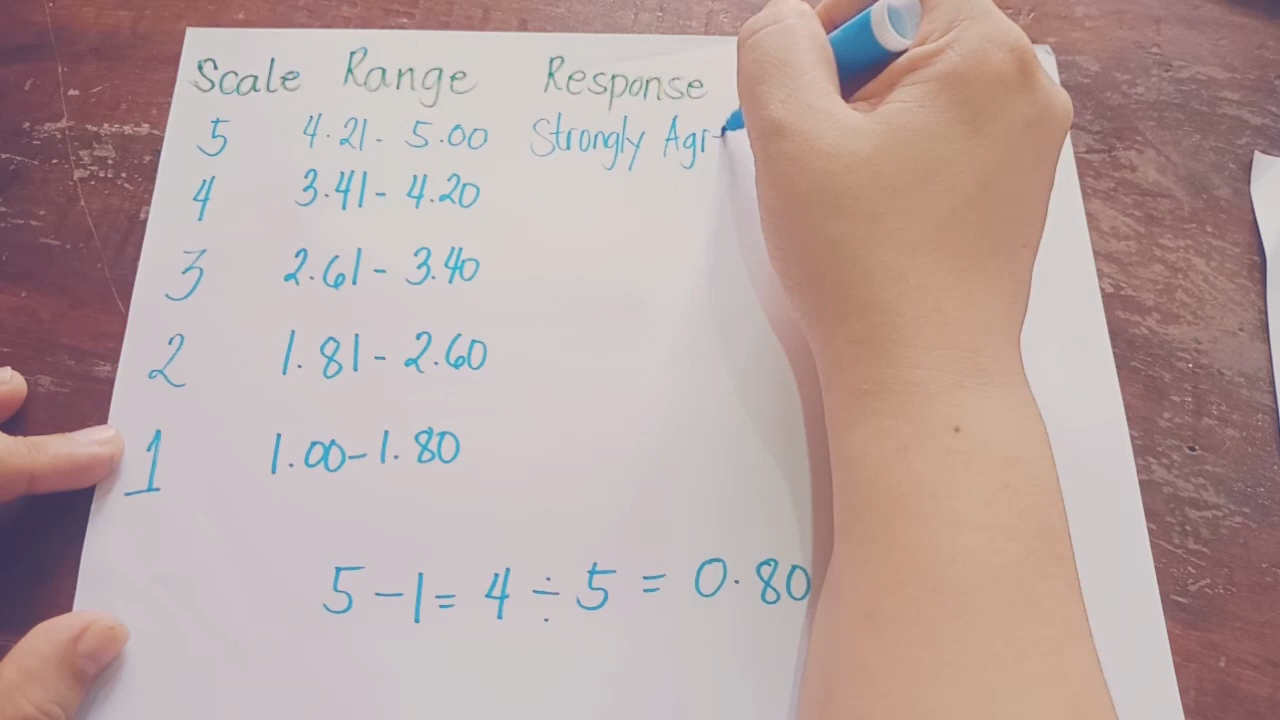 Scale Range Response
5 4.21 - 5.00 Strongly Agr
4 3.41 - 4.20
3 2.61 - 3.40
2 1.81 - 2.60
1 1.00 - 1.80
5 - 1 = 4 ÷ 5 = 0.80